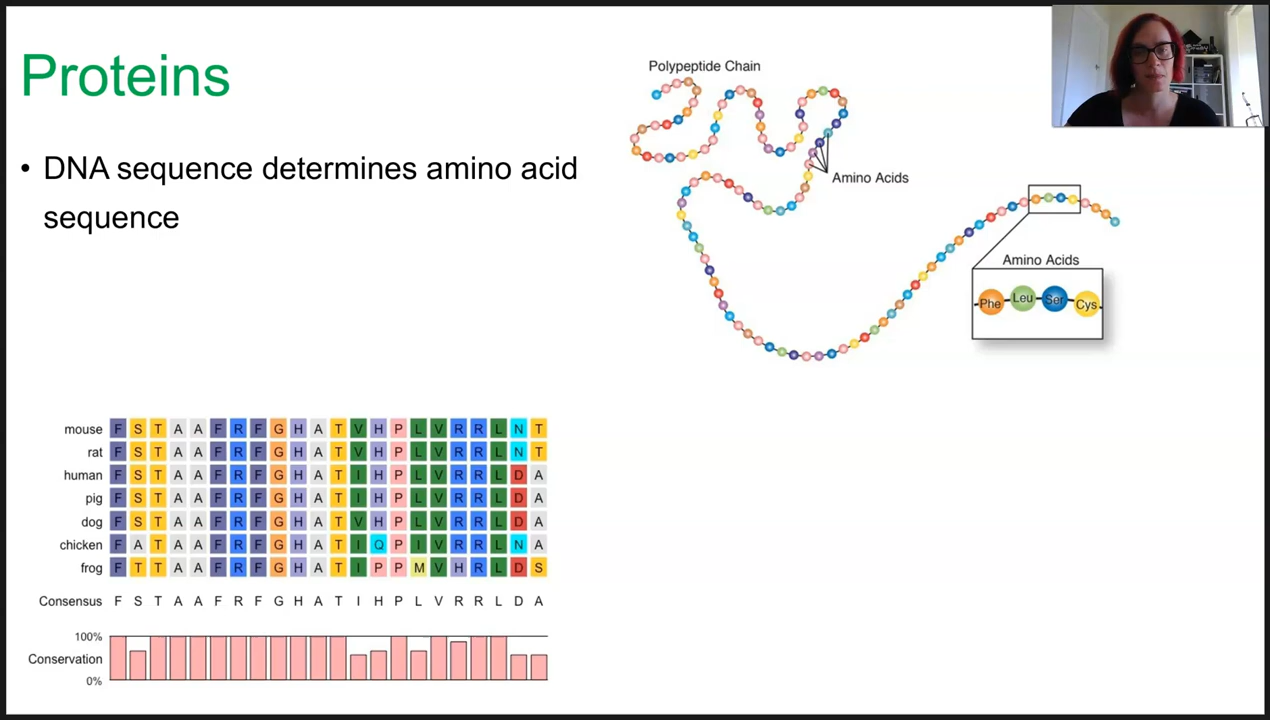 Proteins
• DNA sequence determines amino acid
sequence
Polypeptide Chain
Amino Acids
Amino Acids
Phe Leu Ser Cys
mouse F S T A A F R F G H A T V H P L V R R L N T
rat F S T A A F R F G H A T V H P L V R R L N T
human F S T A A F R F G H A T I H P L V R R L D A
pig F S T A A F R F G H A T I H P L V R R L D A
dog F S T A A F R F G H A T V H P L V R R L D A
chicken F A T A A F R F G H A T I Q P I V R R L N A
frog F T T A A F R F G H A T I P P M V H R L D S
Consensus F S T A A F R F G H A T I H P L V R R L D A
100%
Conservation
0%